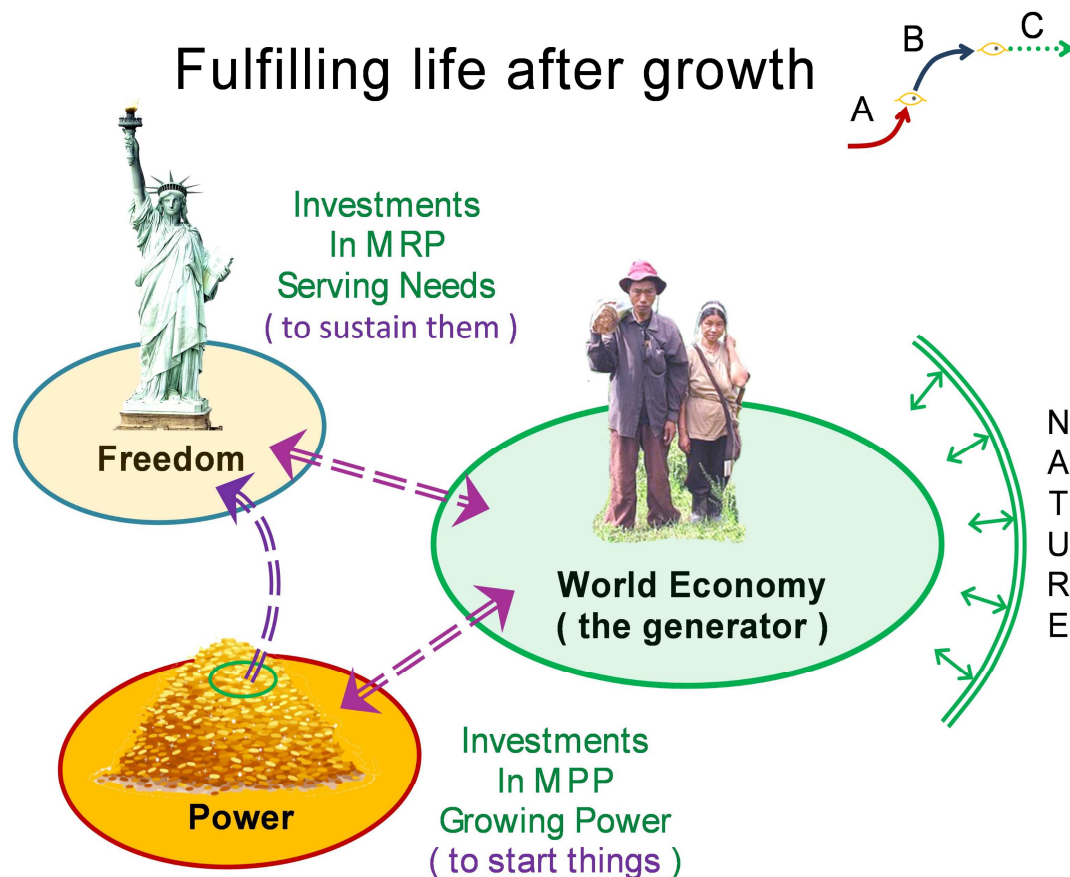 Fulfilling life after growth
A
B
C
Investments
In MRP
Serving Needs
( to sustain them )
Freedom
World Economy
( the generator )
N
A
T
U
R
E
Power
Investments
In MPP
Growing Power
( to start things )